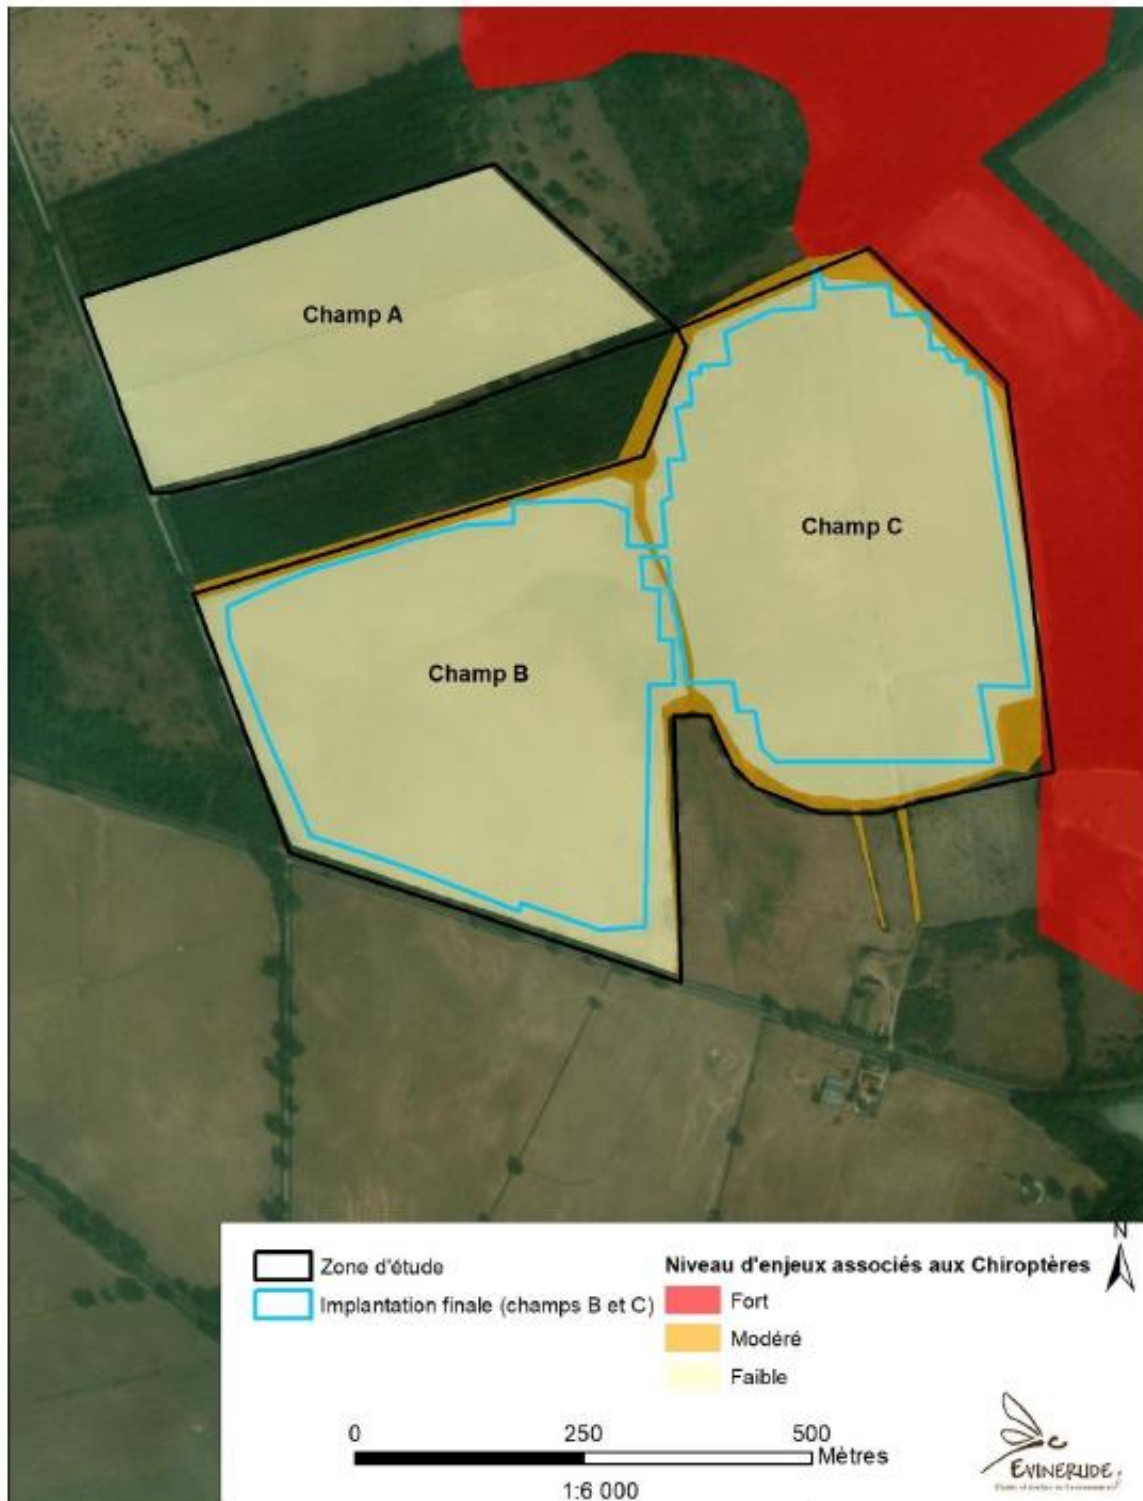 Champ A
Champ C
Champ B
N
Zone d'étude
Implantation finale (champs B et C)
Niveau d'enjeux associés aux Chiroptères
Fort
Modéré
Faible
0 250 500
Mètres
1:6 000
EVINERUDE